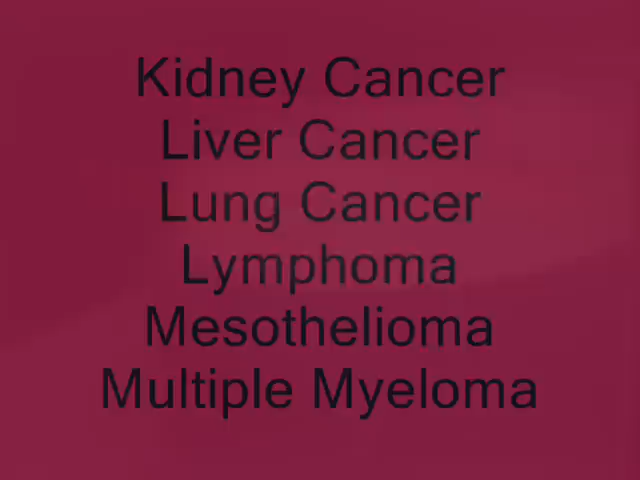 Kidney Cancer
Liver Cancer
Lung Cancer
Lymphoma
Mesothelioma
Multiple Myeloma